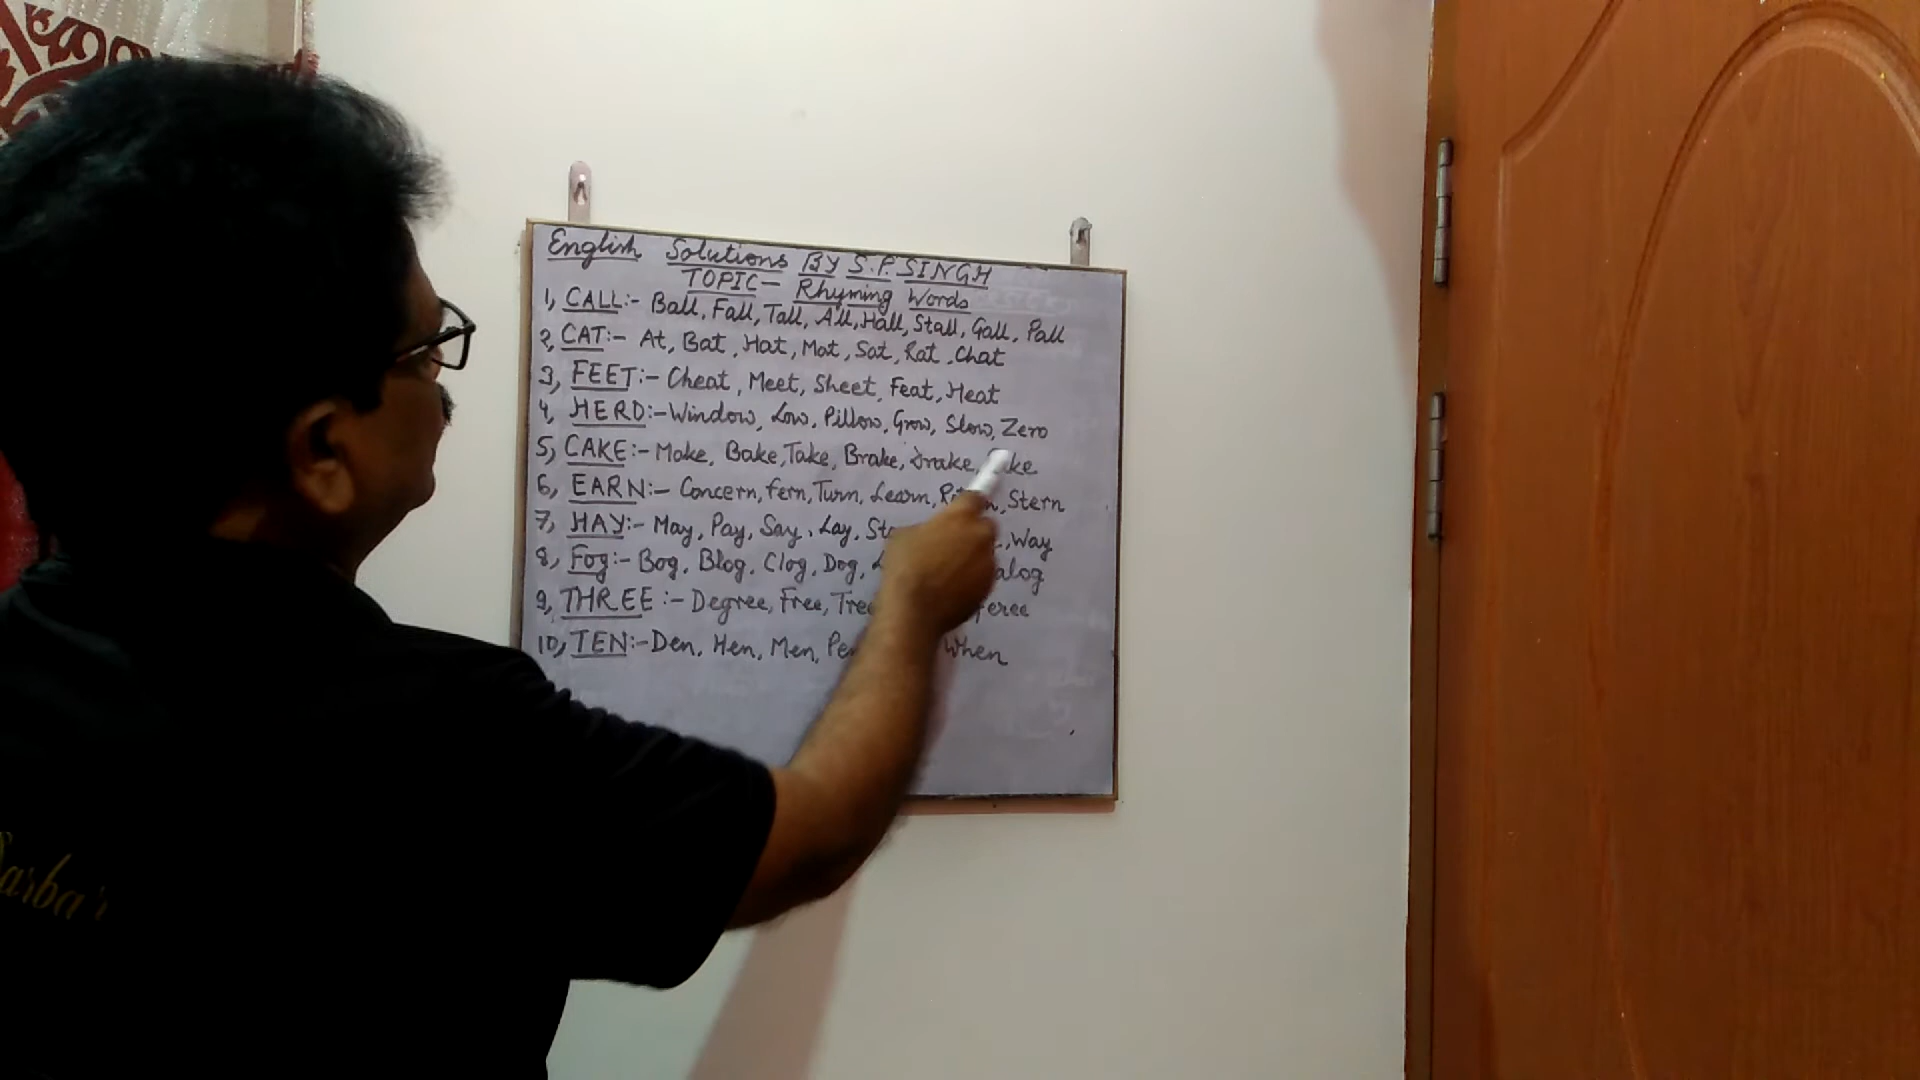 English Solutions BY S.P. SINGH
TOPIC- Rhyming Words
1, CALL:- Ball, Fall, Tall, All, Hall, Stall, Gall, Pall
2, CAT:- At, Bat, Hat, Mat, Sat, Rat, Chat
3, FEET:- Cheat, Meet, Sheet, Feat, Heat
4, HERO:- Window, Low, Pillow, Grow, Slow, Zero
5, CAKE:- Make, Bake, Take, Brake, Drake,
6, EARN:- Concern, Fern, Turn, Learn, Stern
7, HAY:- May, Pay, Say, Lay, Way
8, Fog:- Bog, Blog, Clog, Dog,
9, THREE:- Degree, Free, Tree
10, TEN:- Den, Hen, Men, When